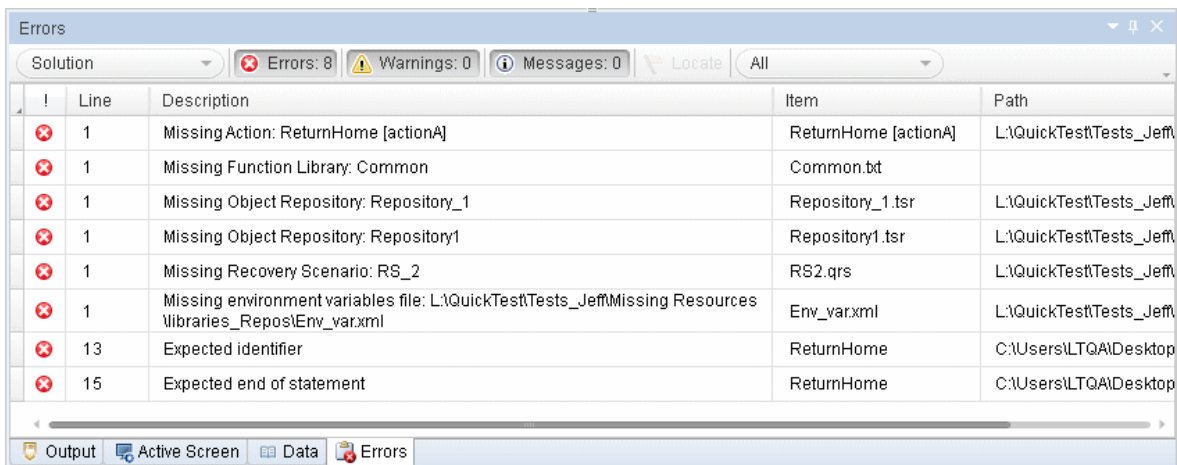 Errors
Solution Errors: 8 Warnings: 0 Messages: 0 Locate All
! Line Description Item Path
1 Missing Action: ReturnHome [actionA] ReturnHome [actionA] L:\QuickTest\Tests_Jeff\
1 Missing Function Library: Common Common.txt
1 Missing Object Repository: Repository_1 Repository_1.tsr L:\QuickTest\Tests_Jeff\
1 Missing Object Repository: Repository1 Repository1.tsr L:\QuickTest\Tests_Jeff\
1 Missing Recovery Scenario: RS_2 RS2.qrs L:\QuickTest\Tests_Jeff\
1 Missing environment variables file: L:\QuickTest\Tests_Jeff\Missing Resources
\libraries_Repos\Env_var.xml Env_var.xml L:\QuickTest\Tests_Jeff\
13 Expected identifier ReturnHome C:\Users\LTQA\Desktop
15 Expected end of statement ReturnHome C:\Users\LTQA\Desktop
Output Active Screen Data Errors